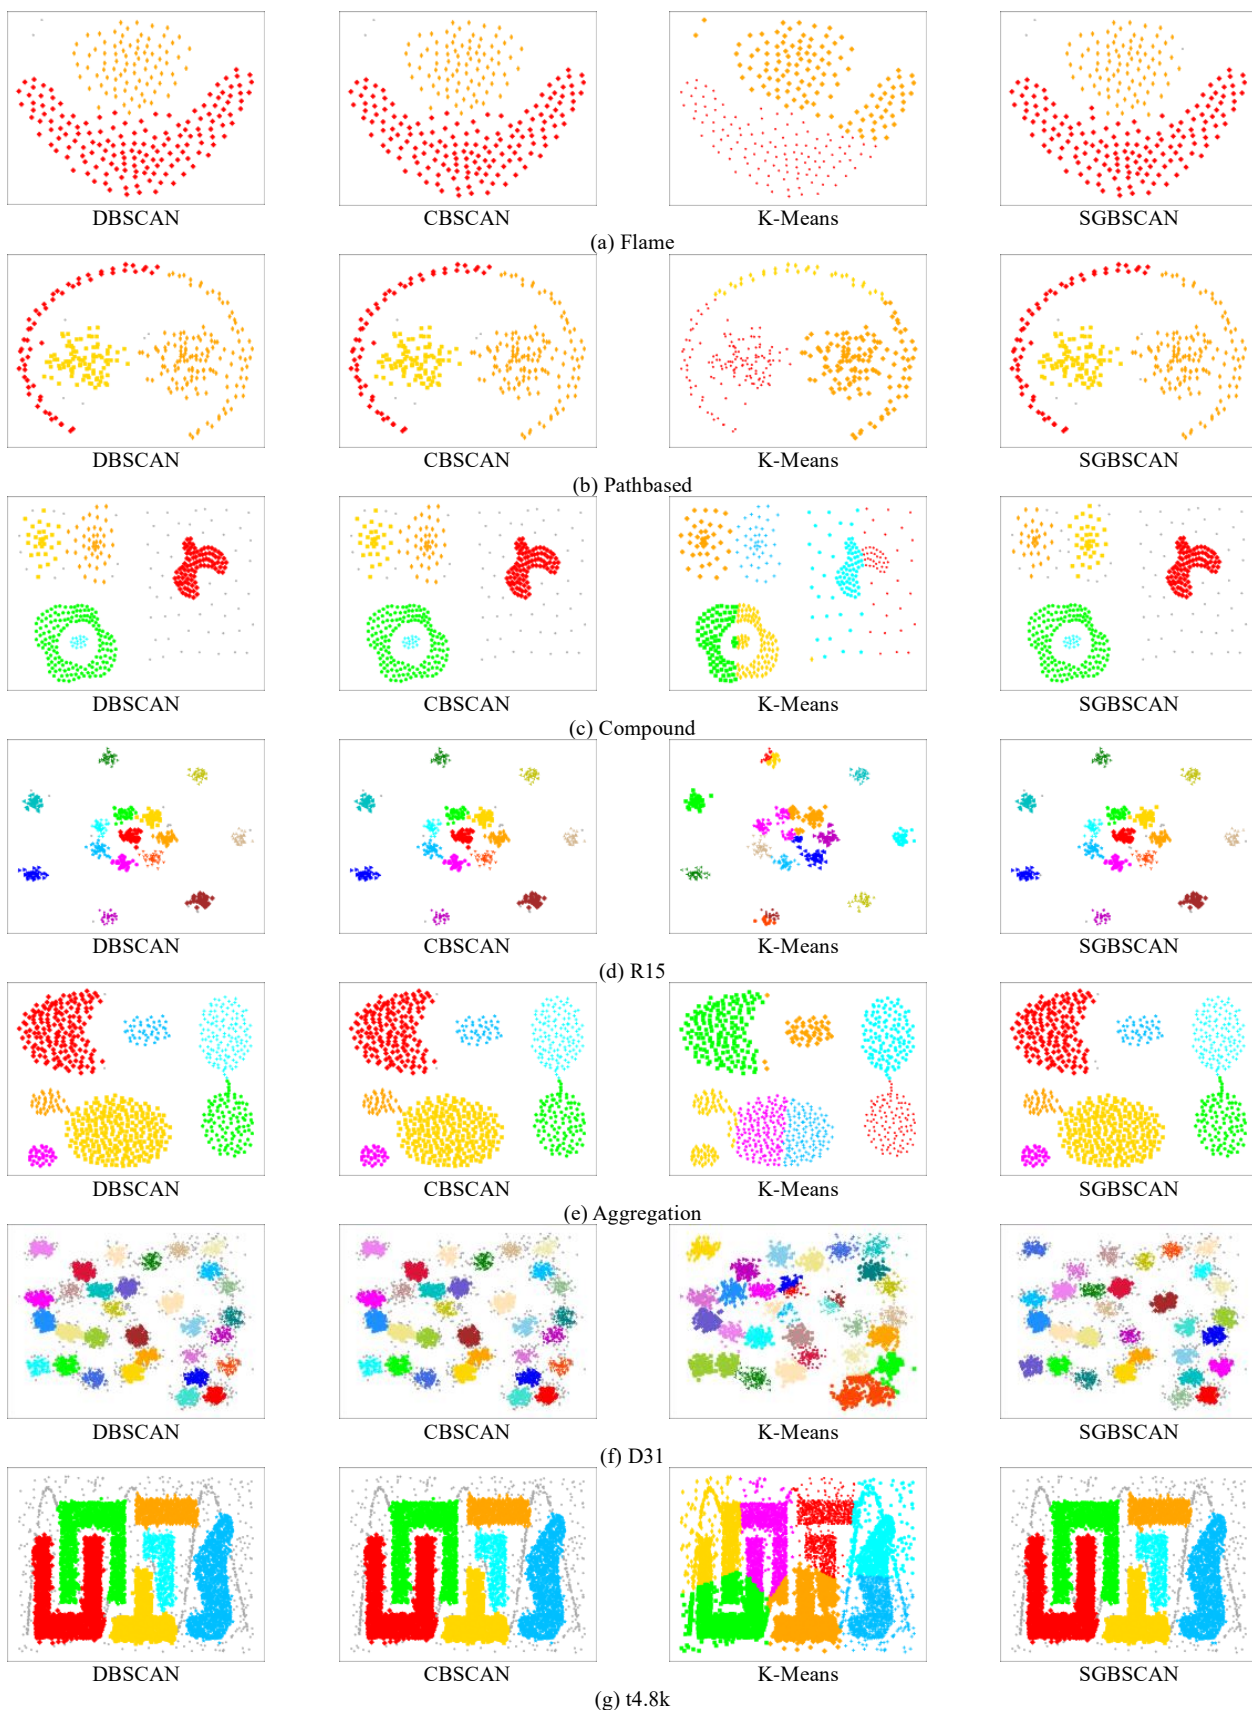 DBSCAN CBSCAN K-Means SGBSCAN
(a) Flame
DBSCAN CBSCAN K-Means SGBSCAN
(b) Pathbased
DBSCAN CBSCAN K-Means SGBSCAN
(c) Compound
DBSCAN CBSCAN K-Means SGBSCAN
(d) R15
DBSCAN CBSCAN K-Means SGBSCAN
(e) Aggregation
DBSCAN CBSCAN K-Means SGBSCAN
(f) D31
DBSCAN CBSCAN K-Means SGBSCAN
(g) t4.8k